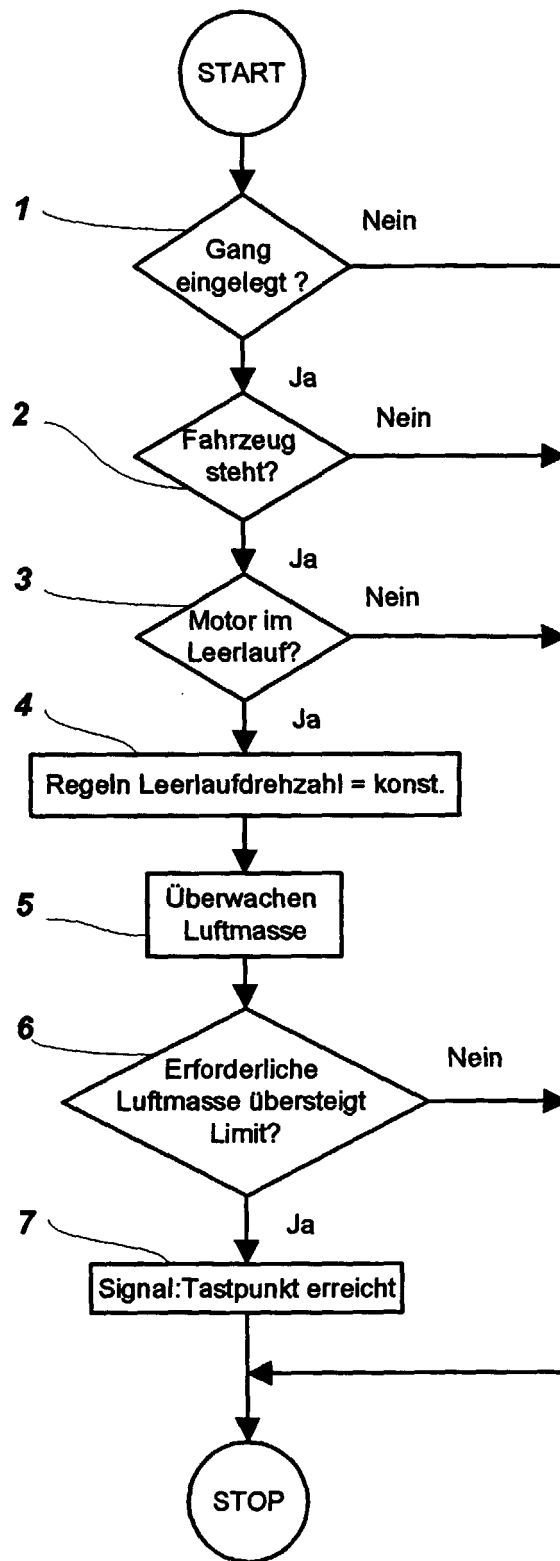 START
1
Nein
Gang
eingelegt ?
Ja
2
Nein
Fahrzeug
steht?
Ja
3
Nein
Motor im
Leerlauf?
Ja
4
Regeln Leerlaufdrehzahl = konst.
5
Überwachen
Luftmasse
6
Nein
Erforderliche
Luftmasse übersteigt
Limit?
Ja
7
Signal:Tastpunkt erreicht
STOP